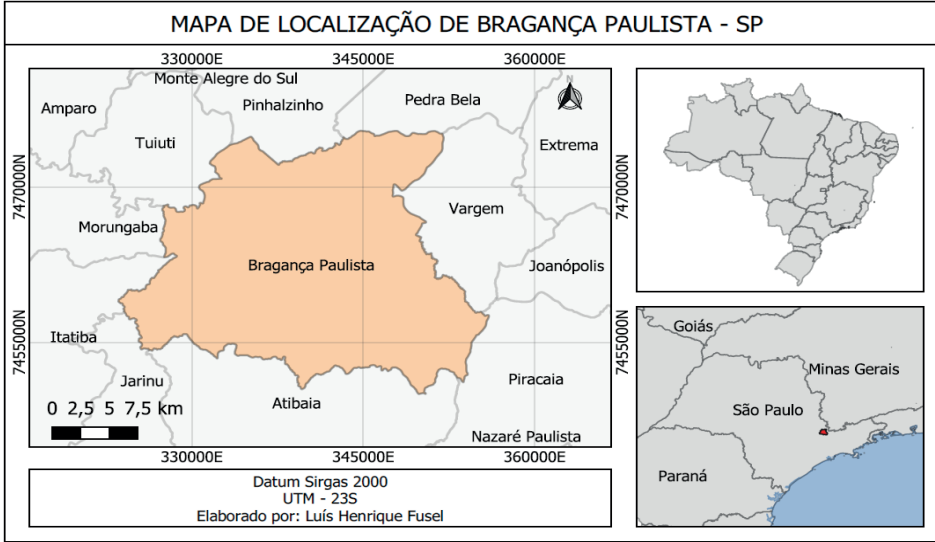 MAPA DE LOCALIZAÇÃO DE BRAGANÇA PAULISTA - SP
330000E 345000E 360000E
Monte Alegre do Sul
Amparo
Pinhalzinho
Pedra Bela
N
Tuiuti
Extrema
7470000N
7470000N
Morungaba
Vargem
Bragança Paulista
Joanópolis
Itatiba
7455000N
7455000N
Jarinu
Piracaia
0 2,5 5 7,5 km
Atibaia
Nazaré Paulista
330000E 345000E 360000E
Datum Sirgas 2000
UTM - 23S
Elaborado por: Luís Henrique Fusel
Goiás
Minas Gerais
São Paulo
Paraná